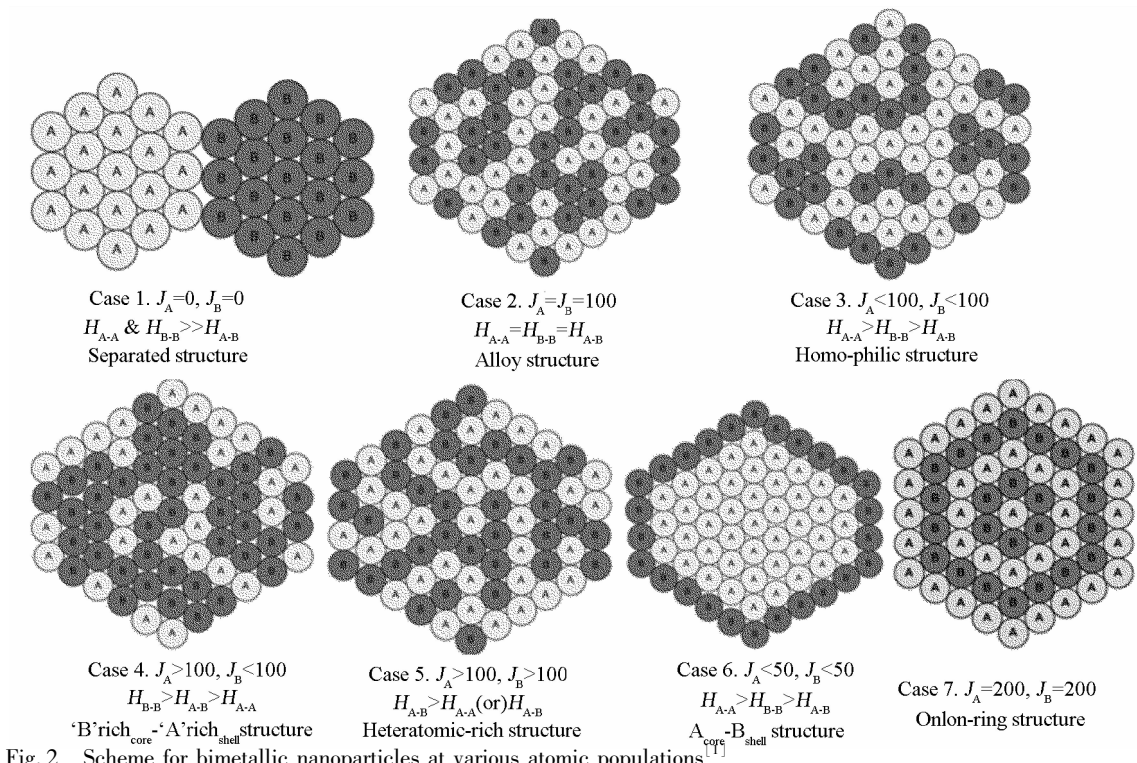 Case 1. J_A=0, J_B=0
H_A-A & H_B-B>>H_A-B
Separated structure
Case 2. J_A=J_B=100
H_A-A=H_B-B=H_A-B
Alloy structure
Case 3. J_A<100, J_B<100
H_A-A>H_B-B>H_A-B
Homo-philic structure
Case 4. J_A>100, J_B<100
H_B-B>H_A-B>H_A-A
‘B’rich_core-‘A’rich_shell structure
Case 5. J_A>100, J_B>100
H_A-B>H_A-A(or)H_A-B
Heteratomic-rich structure
Case 6. J_A<50, J_B<50
H_A-A>H_B-B>H_A-B
A_core-B_shell structure
Case 7. J_A=200, J_B=200
Onlon-ring structure
Fig. 2 Scheme for bimetallic nanoparticles at various atomic populations[1]